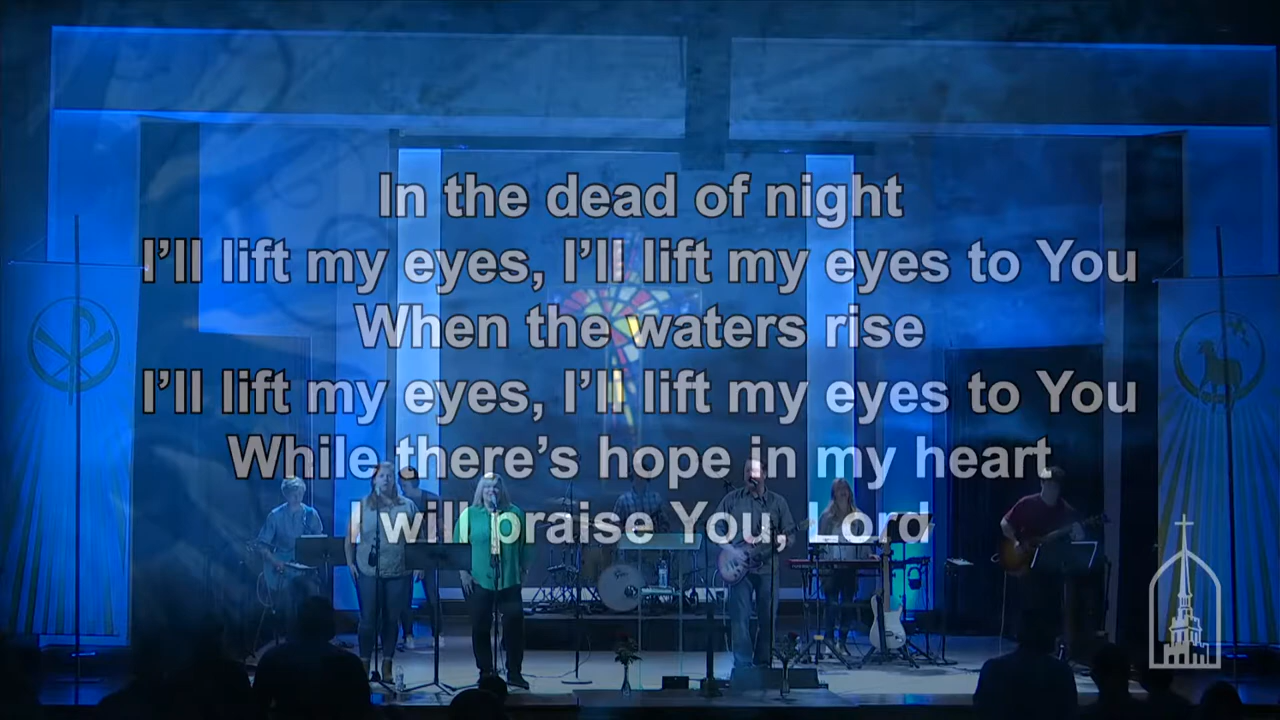 In the dead of night
I’ll lift my eyes, I’ll lift my eyes to You
When the waters rise
I’ll lift my eyes, I’ll lift my eyes to You
While there’s hope in my heart
I will praise You, Lord